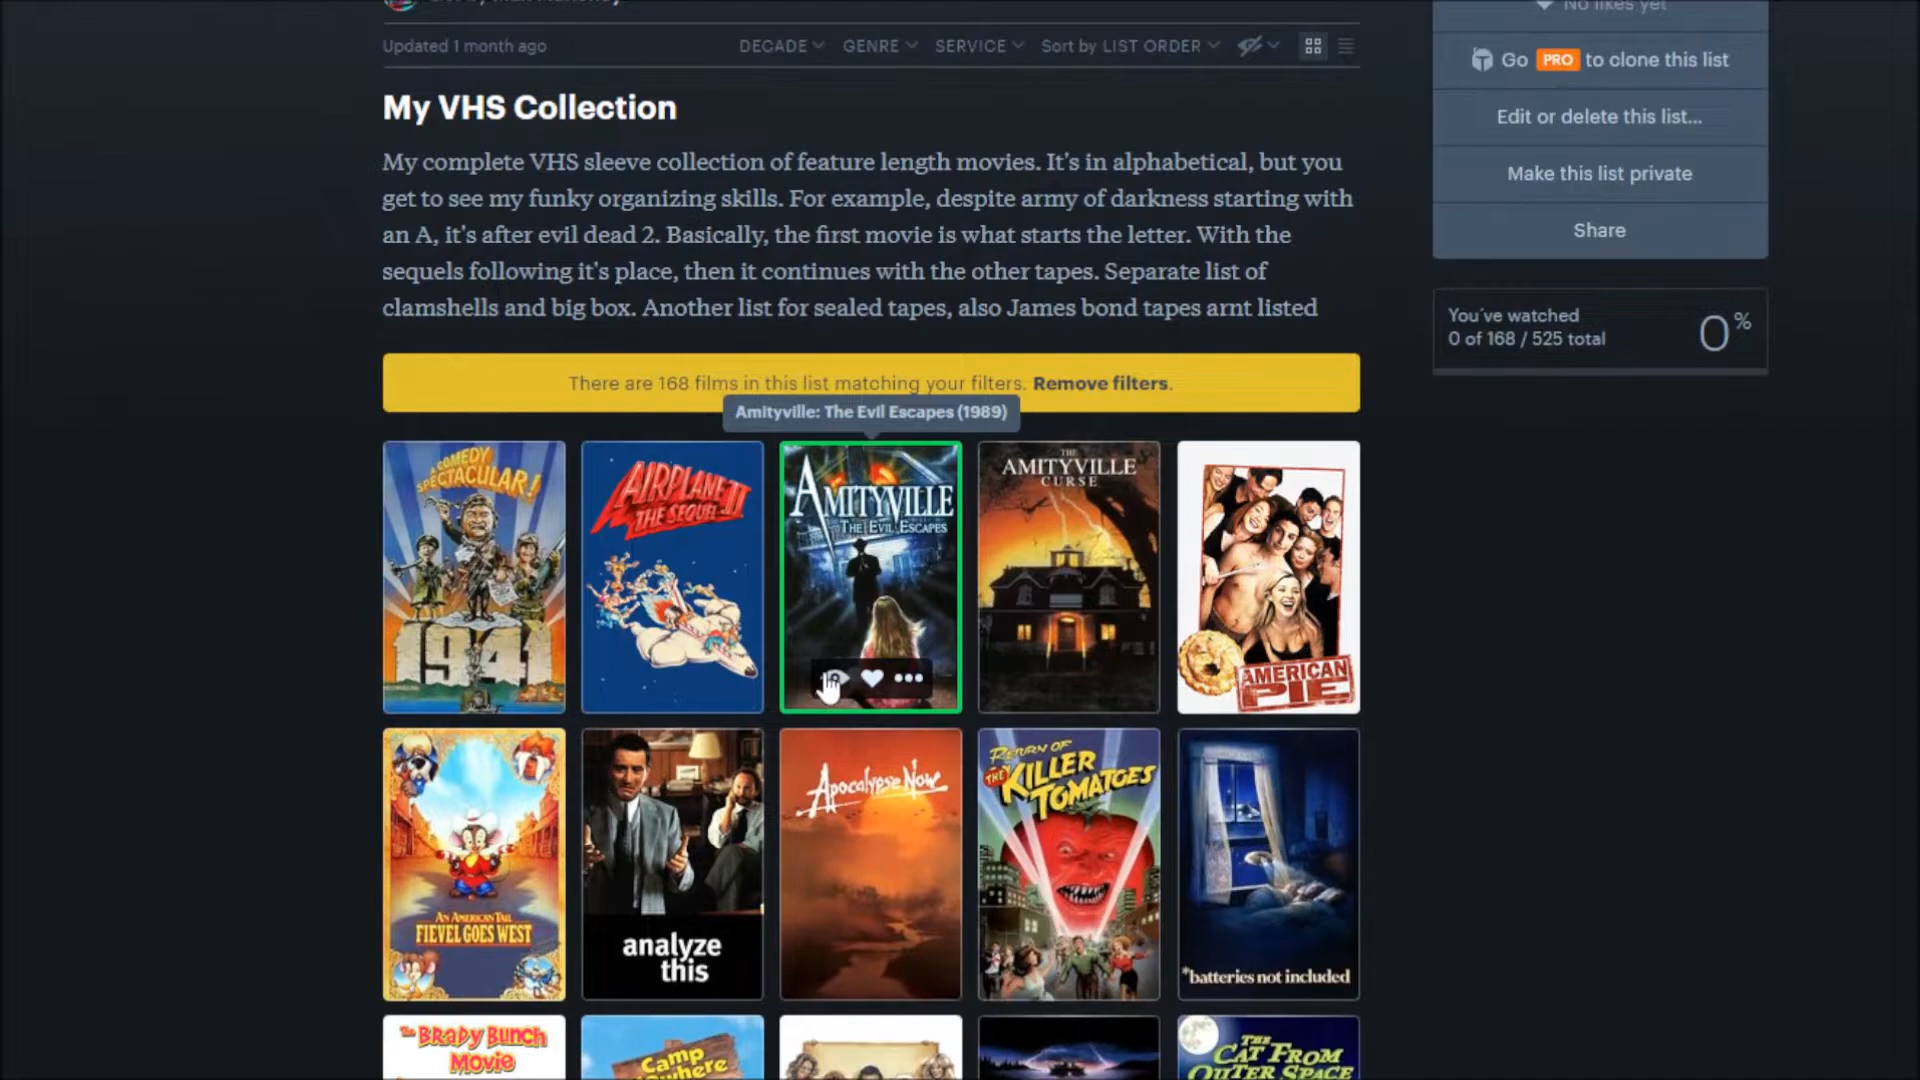 No likes yet
Updated 1 month ago
DECADE GENRE SERVICE Sort by LIST ORDER
Go PRO to clone this list
Edit or delete this list...
Make this list private
Share
My VHS Collection
My complete VHS sleeve collection of feature length movies. It's in alphabetical, but you
get to see my funky organizing skills. For example, despite army of darkness starting with
an A, it's after evil dead 2. Basically, the first movie is what starts the letter. With the
sequels following it's place, then it continues with the other tapes. Separate list of
clamshells and big box. Another list for sealed tapes, also James bond tapes arnt listed
You've watched
0 of 168 / 525 total
0%
There are 168 films in this list matching your filters. Remove filters.
Amityville: The Evil Escapes (1989)
A COMEDY
SPECTACULAR!
1941
AIRPLANE II
THE SEQUEL
AMITYVILLE
THE EVIL ESCAPES
THE
AMITYVILLE
CURSE
AMERICAN
PIE
AN AMERICAN TAIL
FIEVEL GOES WEST
analyze
this
Apocalypse Now
RETURN OF
THE KILLER
TOMATOES
*batteries not included
The BRADY BUNCH
MOVIE
Camp
Nowhere
THE
CAT FROM
OUTER SPACE